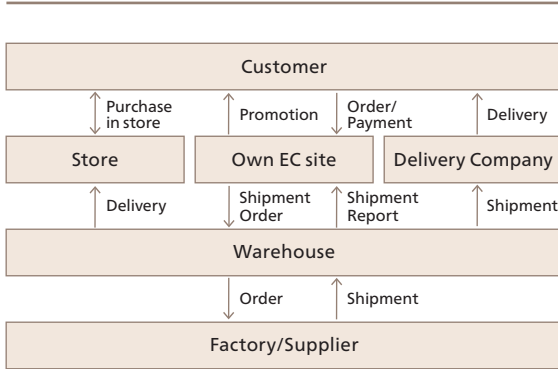 Customer
Purchase
in store
Promotion
Order/
Payment
Delivery
Store
Own EC site
Delivery Company
Delivery
Shipment
Order
Shipment
Report
Shipment
Warehouse
Order
Shipment
Factory/Supplier